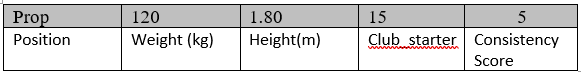 Prop 120 1.80 15 5
Position Weight (kg) Height(m) Club_starter Consistency
Score